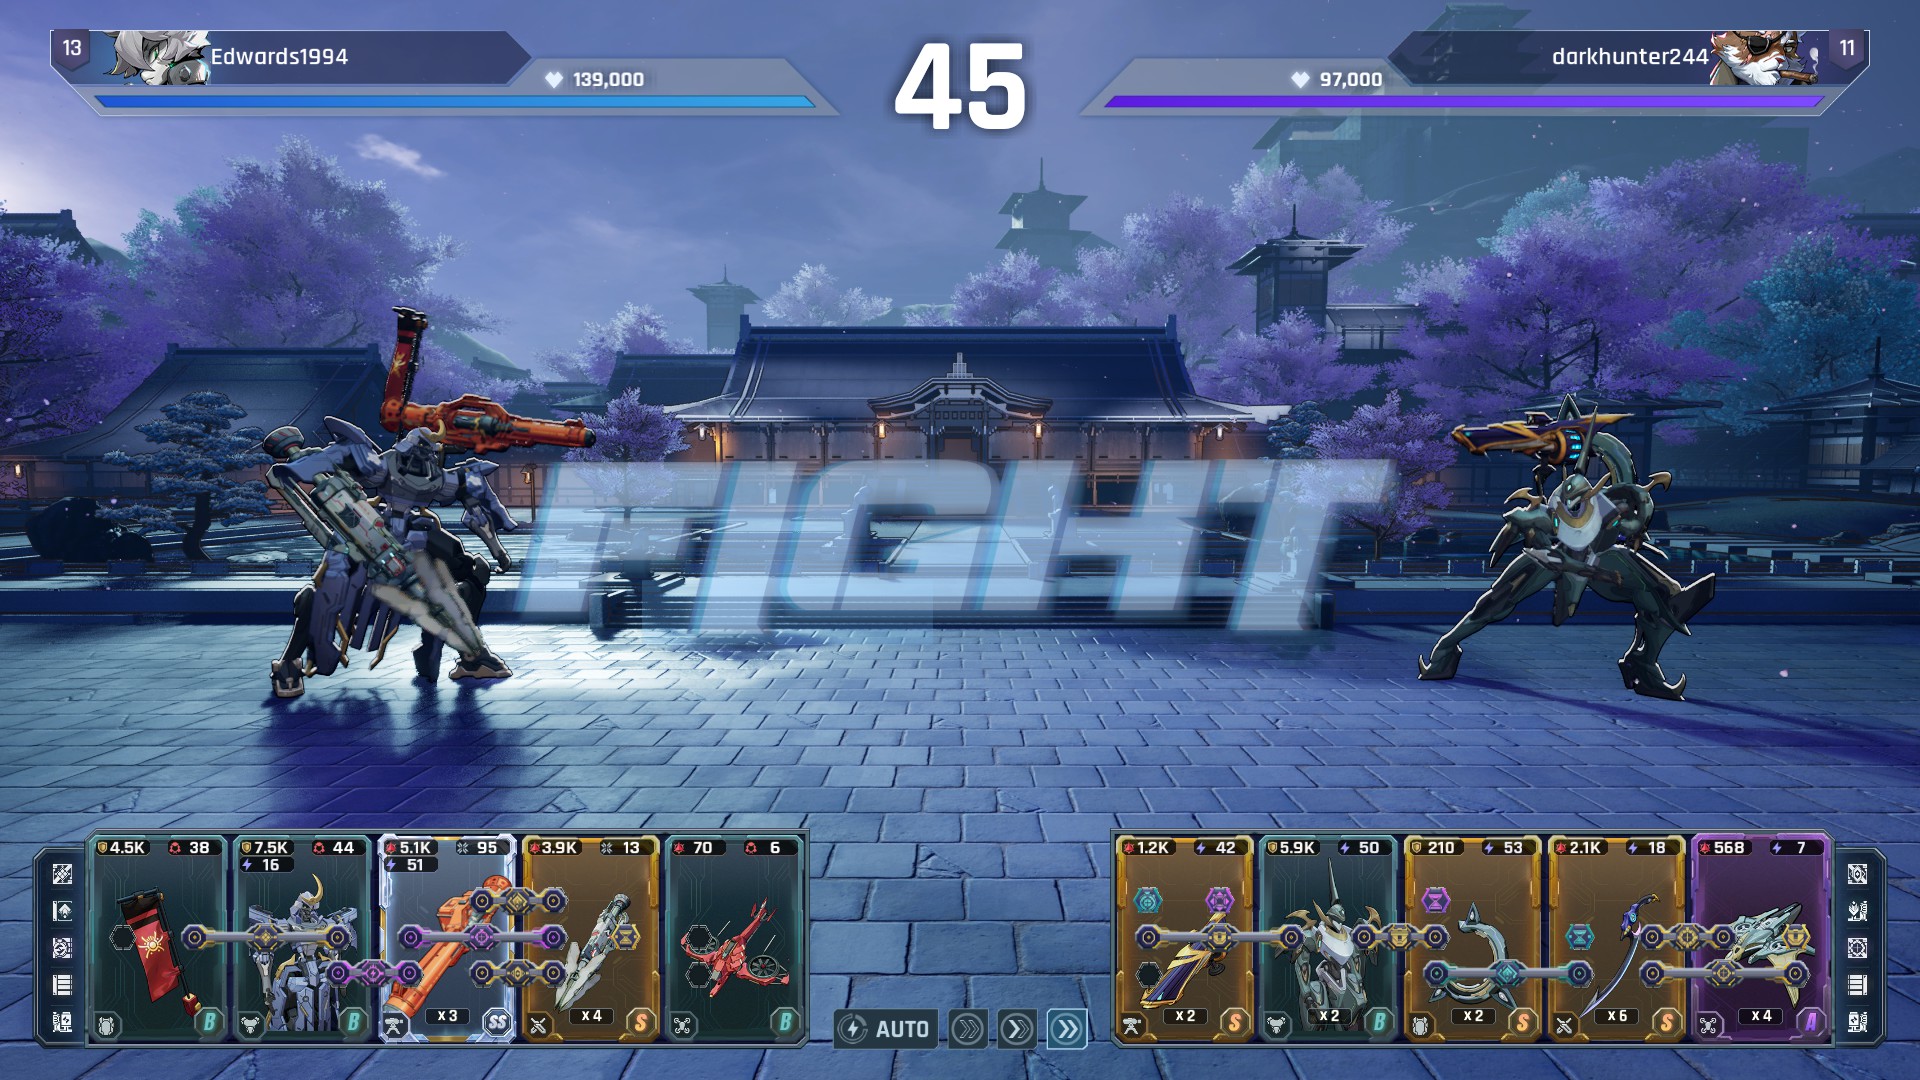 13
Edwards1994
139,000
45
97,000
darkhunter244
11
FIGHT
4.5K 38
B
7.5K 44
16
B
5.1K 95
51
x3
SS
3.9K 13
x4
S
70 6
B
AUTO
1.2K 42
x2
S
5.9K 50
x2
B
210 53
x2
S
2.1K 18
x6
S
568 7
x4
A